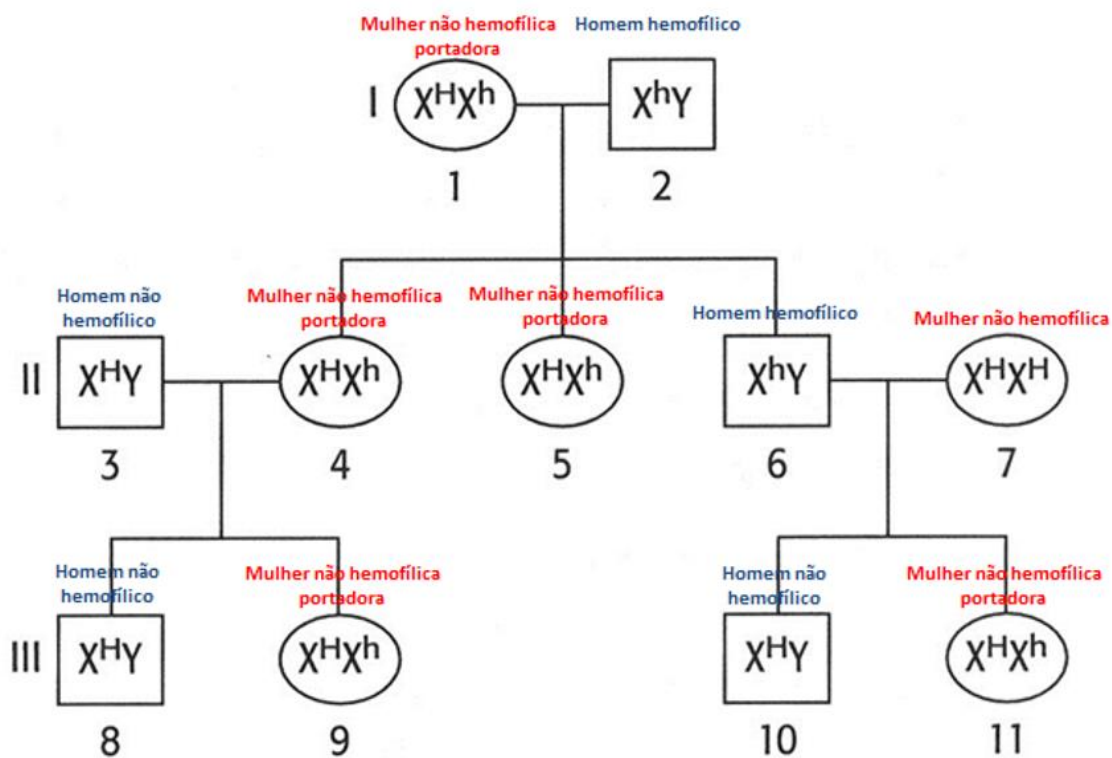 Mulher não hemofílica
portadora
Homem hemofílico
I
XᴴXʰ
XʰY
1
2
Homem não
hemofílico
Mulher não hemofílica
portadora
Mulher não hemofílica
portadora
Homem hemofílico
Mulher não hemofílica
II
XᴴY
XᴴXʰ
XᴴXʰ
XʰY
XᴴXᴴ
3
4
5
6
7
Homem não
hemofílico
Mulher não hemofílica
portadora
Homem não
hemofílico
Mulher não hemofílica
portadora
III
XᴴY
XᴴXʰ
XᴴY
XᴴXʰ
8
9
10
11